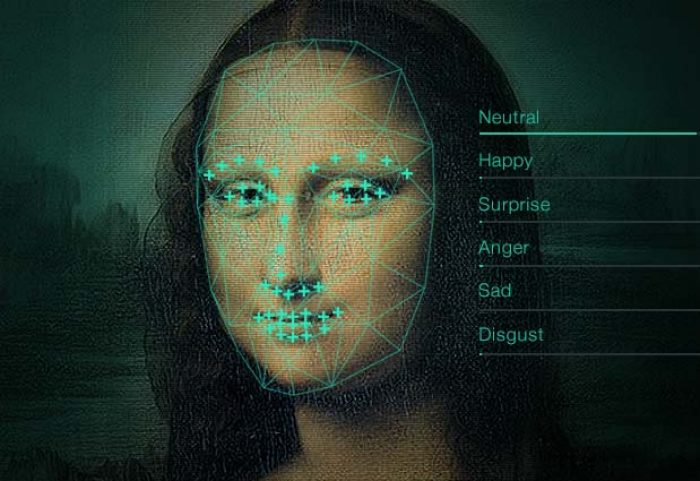 Neutral
Happy
Surprise
Anger
Sad
Disgust